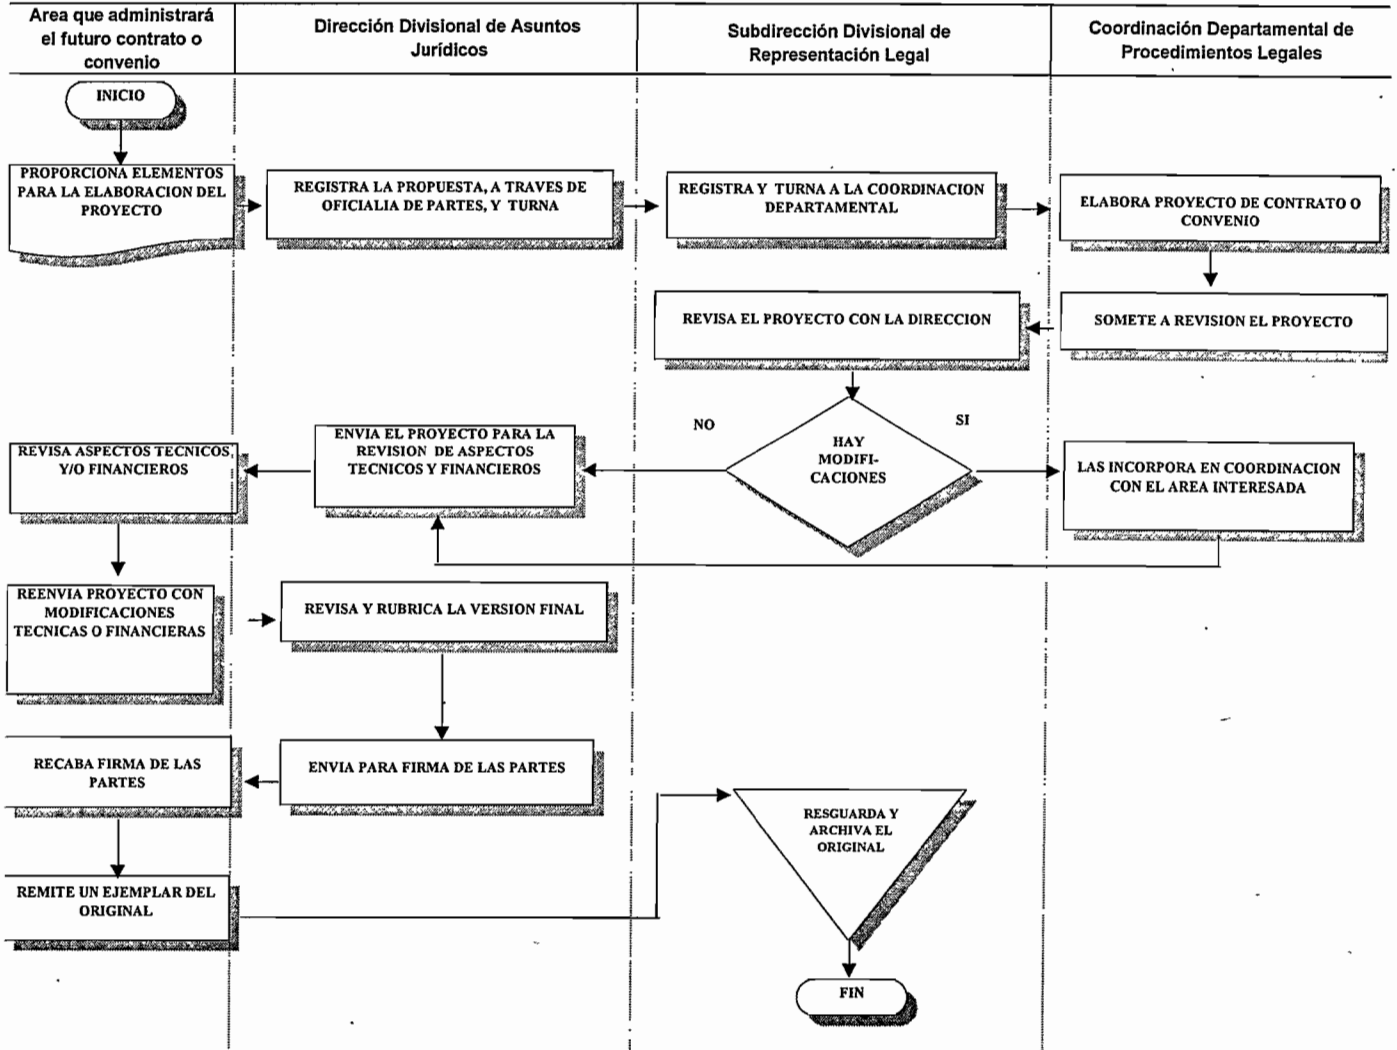 Area que administrará
el futuro contrato o
convenio
Dirección Divisional de Asuntos
Jurídicos
Subdirección Divisional de
Representación Legal
Coordinación Departamental de
Procedimientos Legales
INICIO
PROPORCIONA ELEMENTOS
PARA LA ELABORACION DEL
PROYECTO
REGISTRA LA PROPUESTA, A TRAVES DE
OFICIALIA DE PARTES, Y TURNA
REGISTRA Y TURNA A LA COORDINACION
DEPARTAMENTAL
ELABORA PROYECTO DE CONTRATO O
CONVENIO
REVISA EL PROYECTO CON LA DIRECCION
SOMETE A REVISION EL PROYECTO
NO
SI
HAY
MODIFI-
CACIONES
REVISA ASPECTOS TECNICOS
Y/O FINANCIEROS
ENVIA EL PROYECTO PARA LA
REVISION DE ASPECTOS
TECNICOS Y FINANCIEROS
LAS INCORPORA EN COORDINACION
CON EL AREA INTERESADA
REENVIA PROYECTO CON
MODIFICACIONES
TECNICAS O FINANCIERAS
REVISA Y RUBRICA LA VERSION FINAL
RECABA FIRMA DE LAS
PARTES
ENVIA PARA FIRMA DE LAS PARTES
RESGUARDA Y
ARCHIVA EL
ORIGINAL
REMITE UN EJEMPLAR DEL
ORIGINAL
FIN